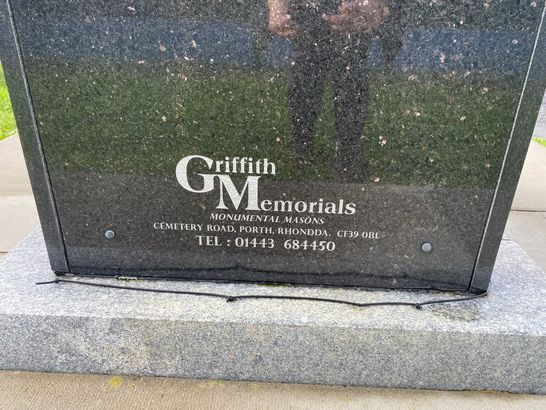 Griffith
Memorials
MONUMENTAL MASONS
CEMETERY ROAD, PORTH, RHONDDA, CF39 0BL
TEL : 01443 684450